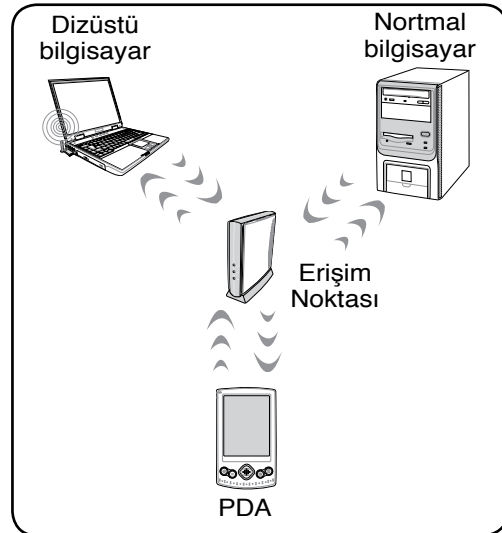 Dizüstü
bilgisayar
Nortmal
bilgisayar
Erişim
Noktası
PDA